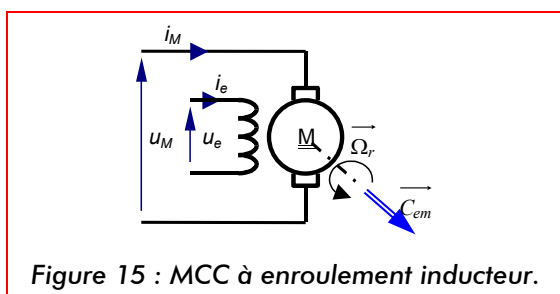 i_M
i_e
u_M
u_e
M
Ω_r
C_em
Figure 15 : MCC à enroulement inducteur.